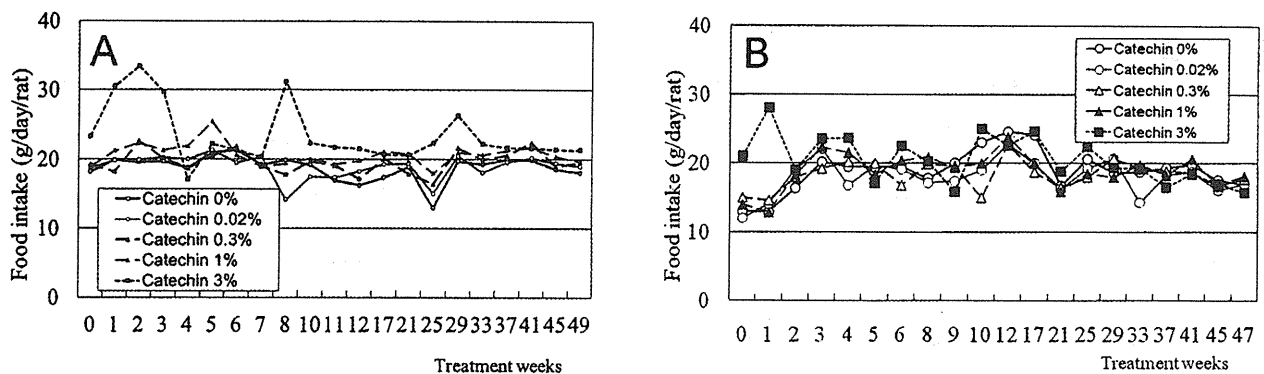 A
Food intake (g/day/rat)
40
30
20
10
0
Catechin 0%
Catechin 0.02%
Catechin 0.3%
Catechin 1%
Catechin 3%
0 1 2 3 4 5 6 7 8 10 11 12 17 21 25 29 33 37 41 45 49
Treatment weeks
B
Food intake (g/day/rat)
40
30
20
10
0
Catechin 0%
Catechin 0.02%
Catechin 0.3%
Catechin 1%
Catechin 3%
0 1 2 3 4 5 6 8 9 10 12 17 21 25 29 33 37 41 45 47
Treatment weeks